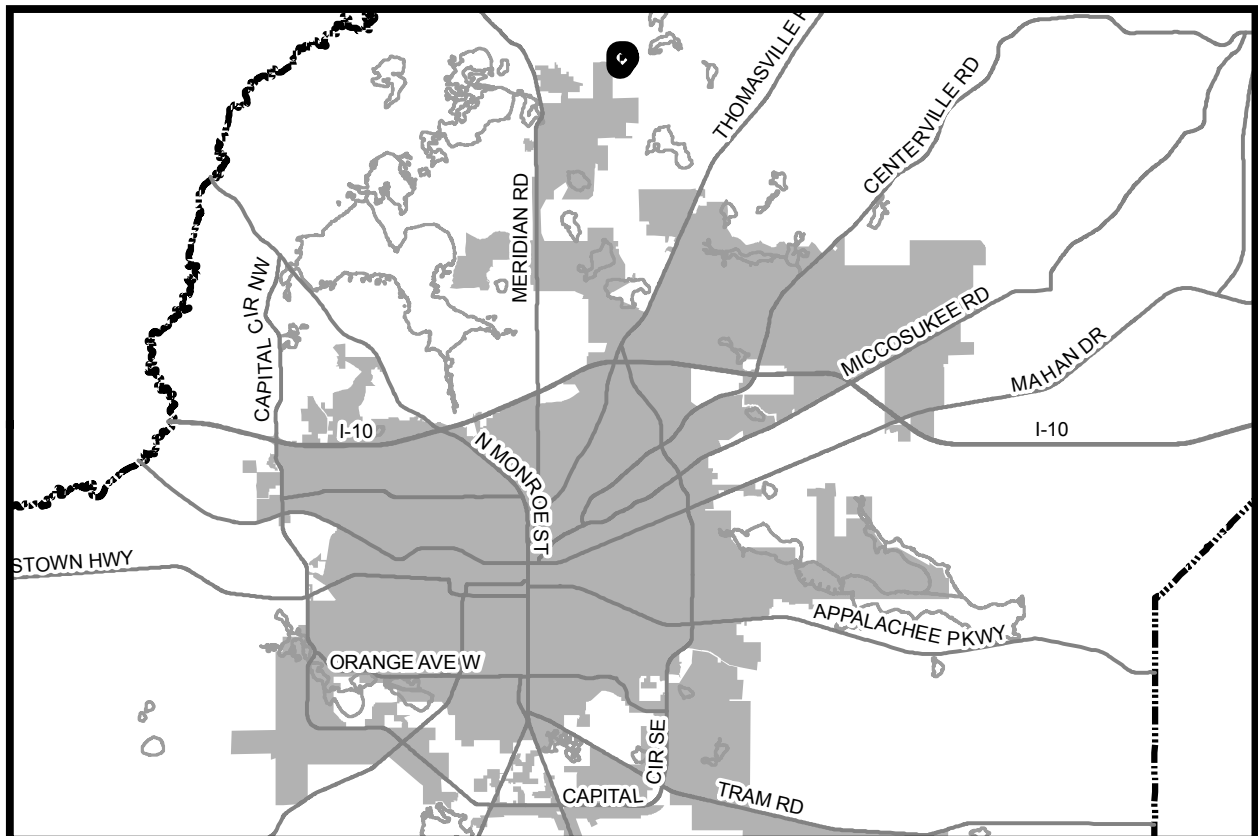 THOMASVILLE
CENTERVILLE RD
MERIDIAN RD
CAPITAL CIR NW
MICCOSUKEE RD
MAHAN DR
I-10
I-10
N MONROE ST
STOWN HWY
APPALACHEE PKWY
ORANGE AVE W
CIR SE
CAPITAL
TRAM RD